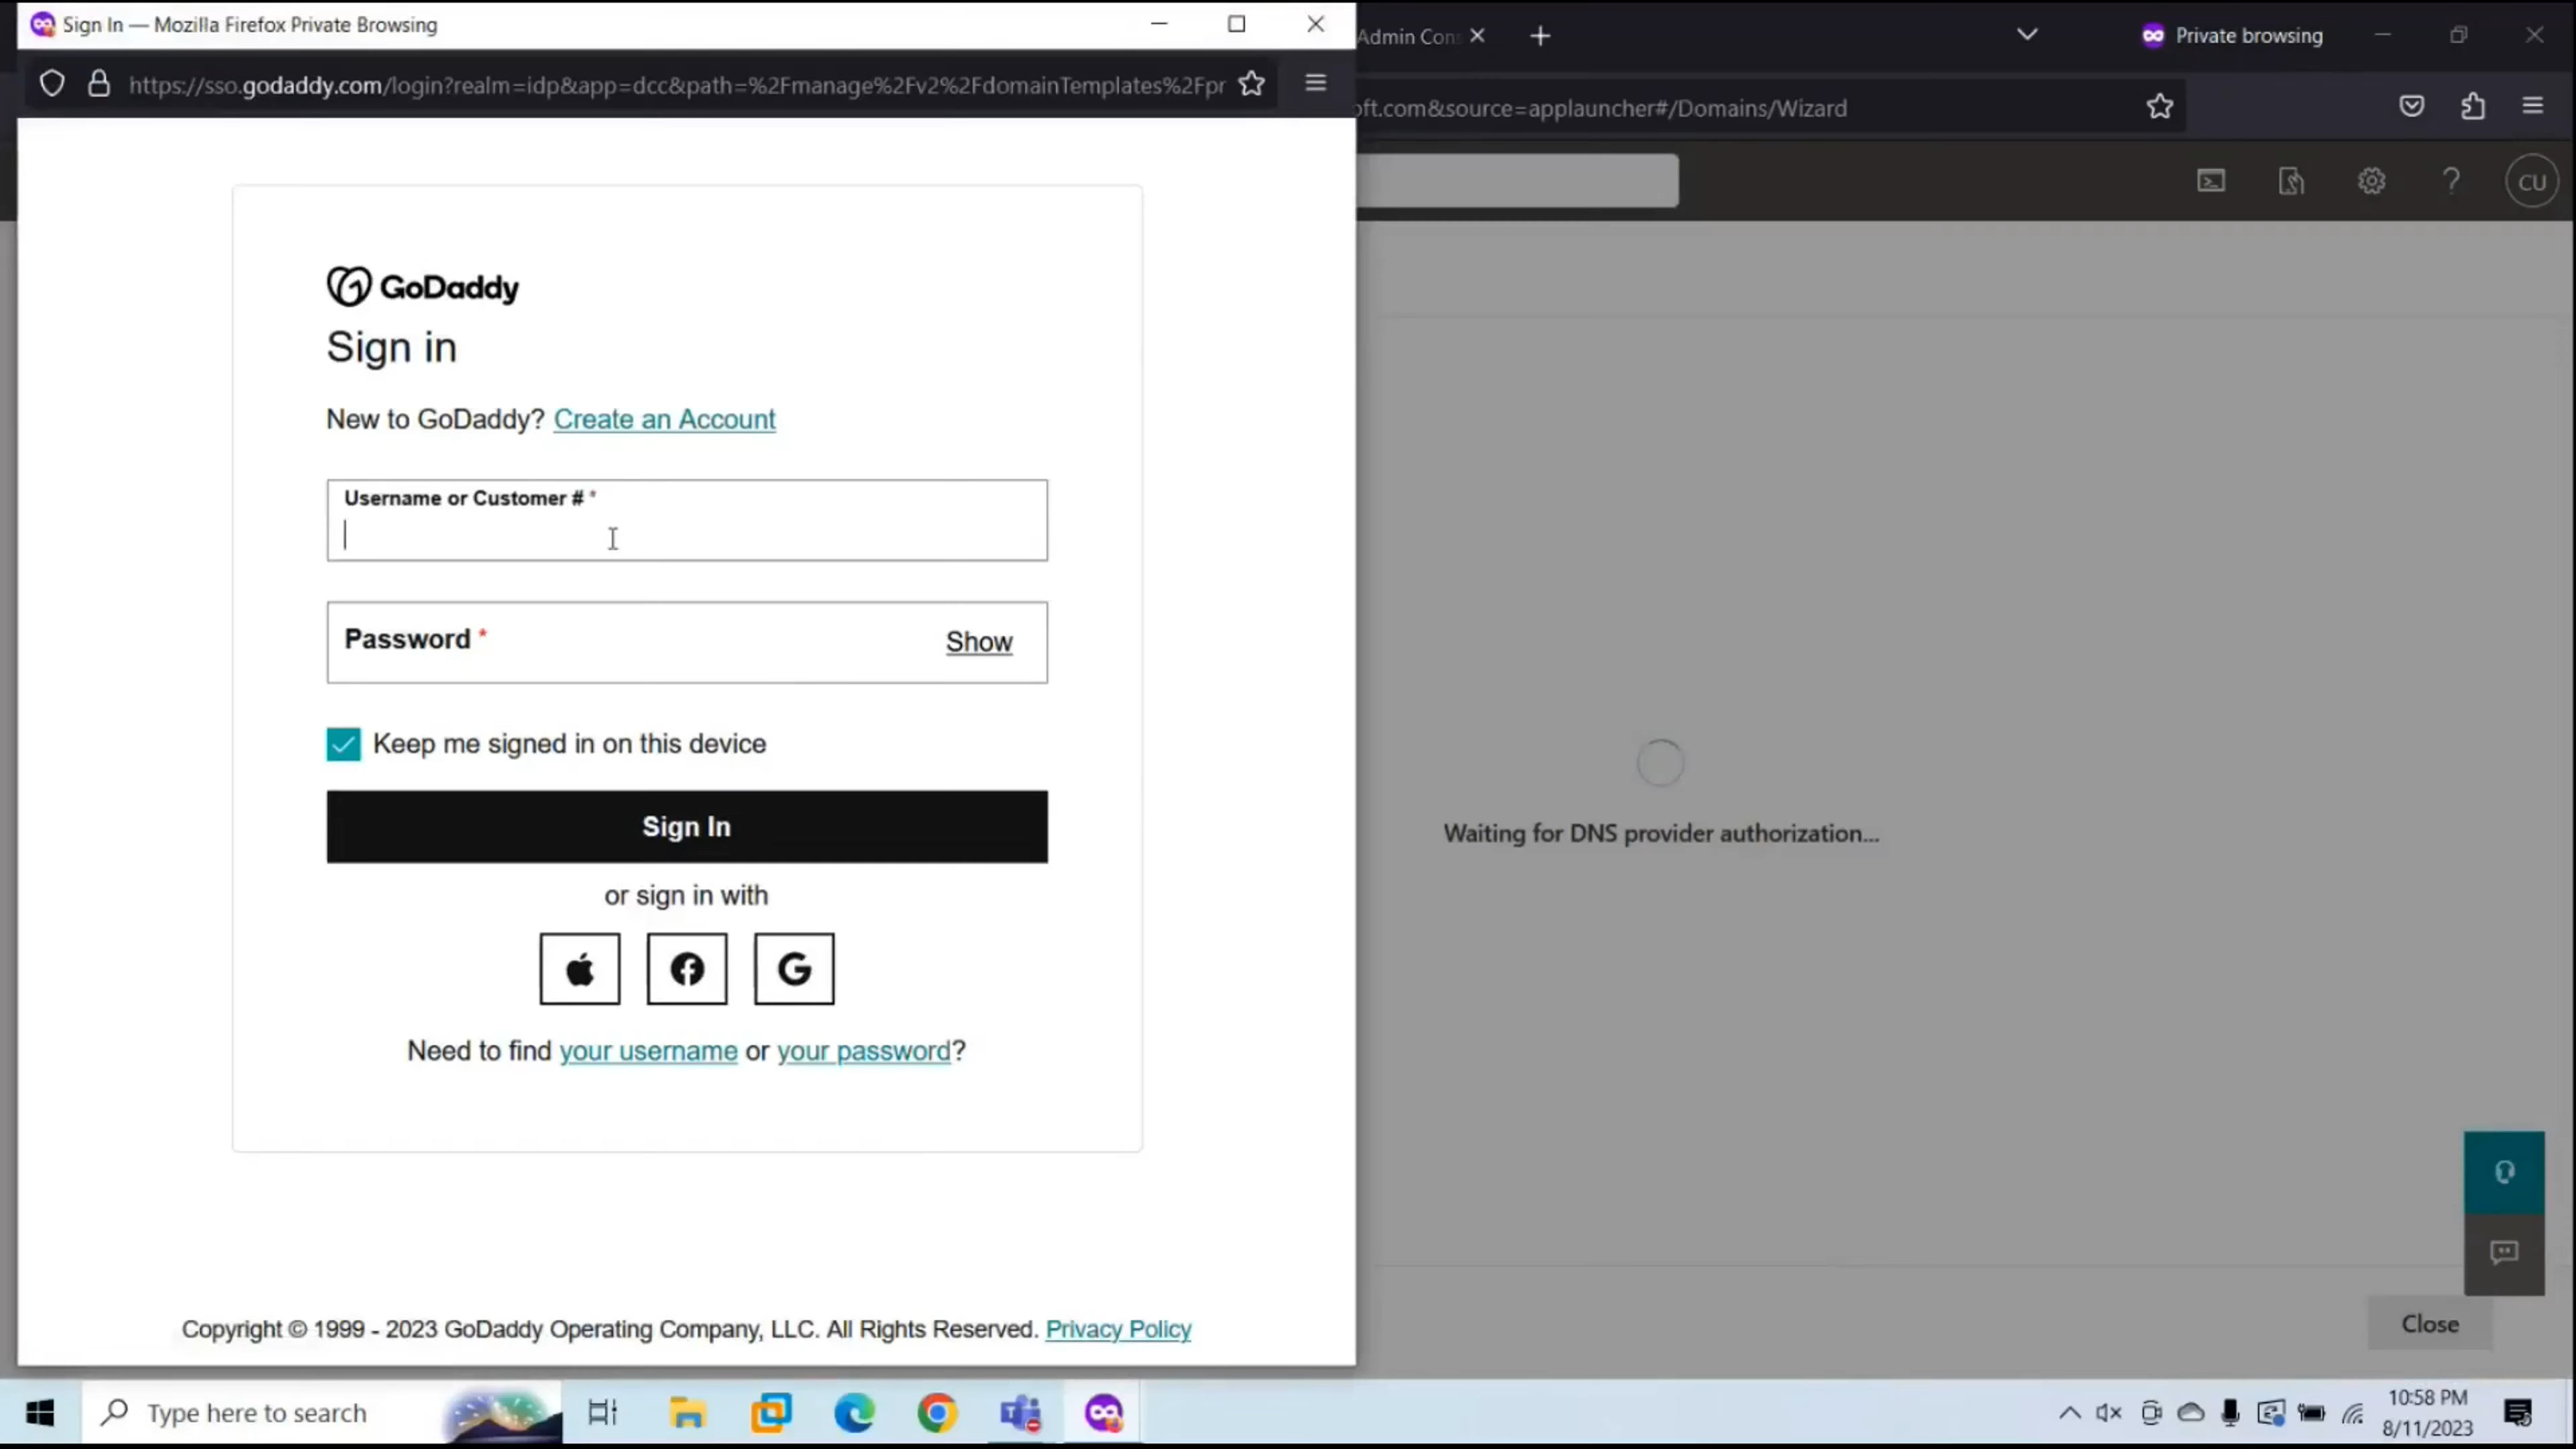 Sign In — Mozilla Firefox Private Browsing
Admin Con
Private browsing
https://sso.godaddy.com/login?realm=idp&app=dcc&path=%2Fmanage%2Fv2%2FdomainTemplates%2Fpr
oft.com&source=applauncher#/Domains/Wizard
CU
GoDaddy
Sign in
New to GoDaddy? Create an Account
Username or Customer # *
Password *
Show
Keep me signed in on this device
Sign In
or sign in with
Need to find your username or your password?
Waiting for DNS provider authorization...
Copyright © 1999 - 2023 GoDaddy Operating Company, LLC. All Rights Reserved. Privacy Policy
Close
Type here to search
10:58 PM
8/11/2023